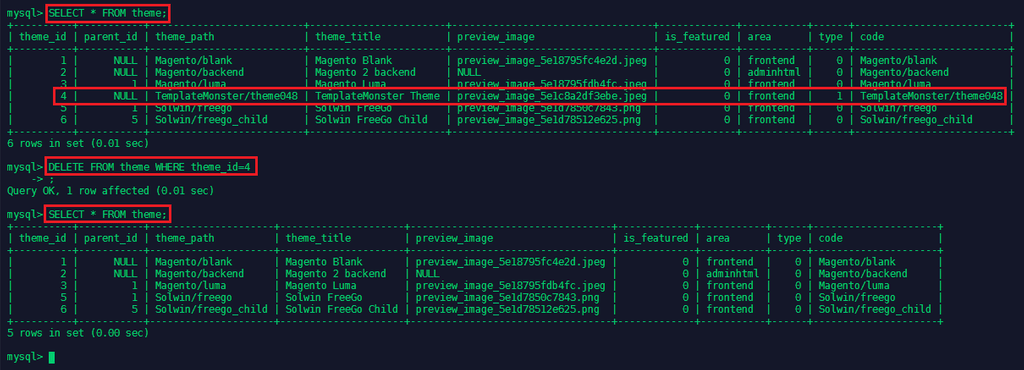 mysql> SELECT * FROM theme;
+----------+-----------+------------------------+---------------------+----------------------------------+-------------+-----------+------+------------------------+
| theme_id | parent_id | theme_path | theme_title | preview_image | is_featured | area | type | code |
| 1 | NULL | Magento/blank | Magento Blank | preview_image_5e18795fc4e2d.jpeg | 0 | frontend | 0 | Magento/blank |
| 2 | NULL | Magento/backend | Magento 2 backend | NULL | 0 | adminhtml | 0 | Magento/backend |
| 3 | 1 | Magento/luma | Magento Luma | preview_image_5e18795fdb4fc.jpeg | 0 | frontend | 0 | Magento/luma |
| 4 | NULL | TemplateMonster/theme048 | TemplateMonster Theme | preview_image_5e1c8a2df3ebe.jpeg | 0 | frontend | 1 | TemplateMonster/theme048 |
| 5 | 1 | Solwin/freego | Solwin FreeGo | preview_image_5e1d7850c7843.png | 0 | frontend | 0 | Solwin/freego |
| 6 | 5 | Solwin/freego_child | Solwin FreeGo Child | preview_image_5e1d78512e625.png | 0 | frontend | 0 | Solwin/freego_child |
6 rows in set (0.01 sec)
mysql> DELETE FROM theme WHERE theme_id=4
-> ;
Query OK, 1 row affected (0.01 sec)
mysql> SELECT * FROM theme;
| theme_id | parent_id | theme_path | theme_title | preview_image | is_featured | area | type | code |
| 1 | NULL | Magento/blank | Magento Blank | preview_image_5e18795fc4e2d.jpeg | 0 | frontend | 0 | Magento/blank |
| 2 | NULL | Magento/backend | Magento 2 backend | NULL | 0 | adminhtml | 0 | Magento/backend |
| 3 | 1 | Magento/luma | Magento Luma | preview_image_5e18795fdb4fc.jpeg | 0 | frontend | 0 | Magento/luma |
| 5 | 1 | Solwin/freego | Solwin FreeGo | preview_image_5e1d7850c7843.png | 0 | frontend | 0 | Solwin/freego |
| 6 | 5 | Solwin/freego_child | Solwin FreeGo Child | preview_image_5e1d78512e625.png | 0 | frontend | 0 | Solwin/freego_child |
5 rows in set (0.00 sec)
mysql>